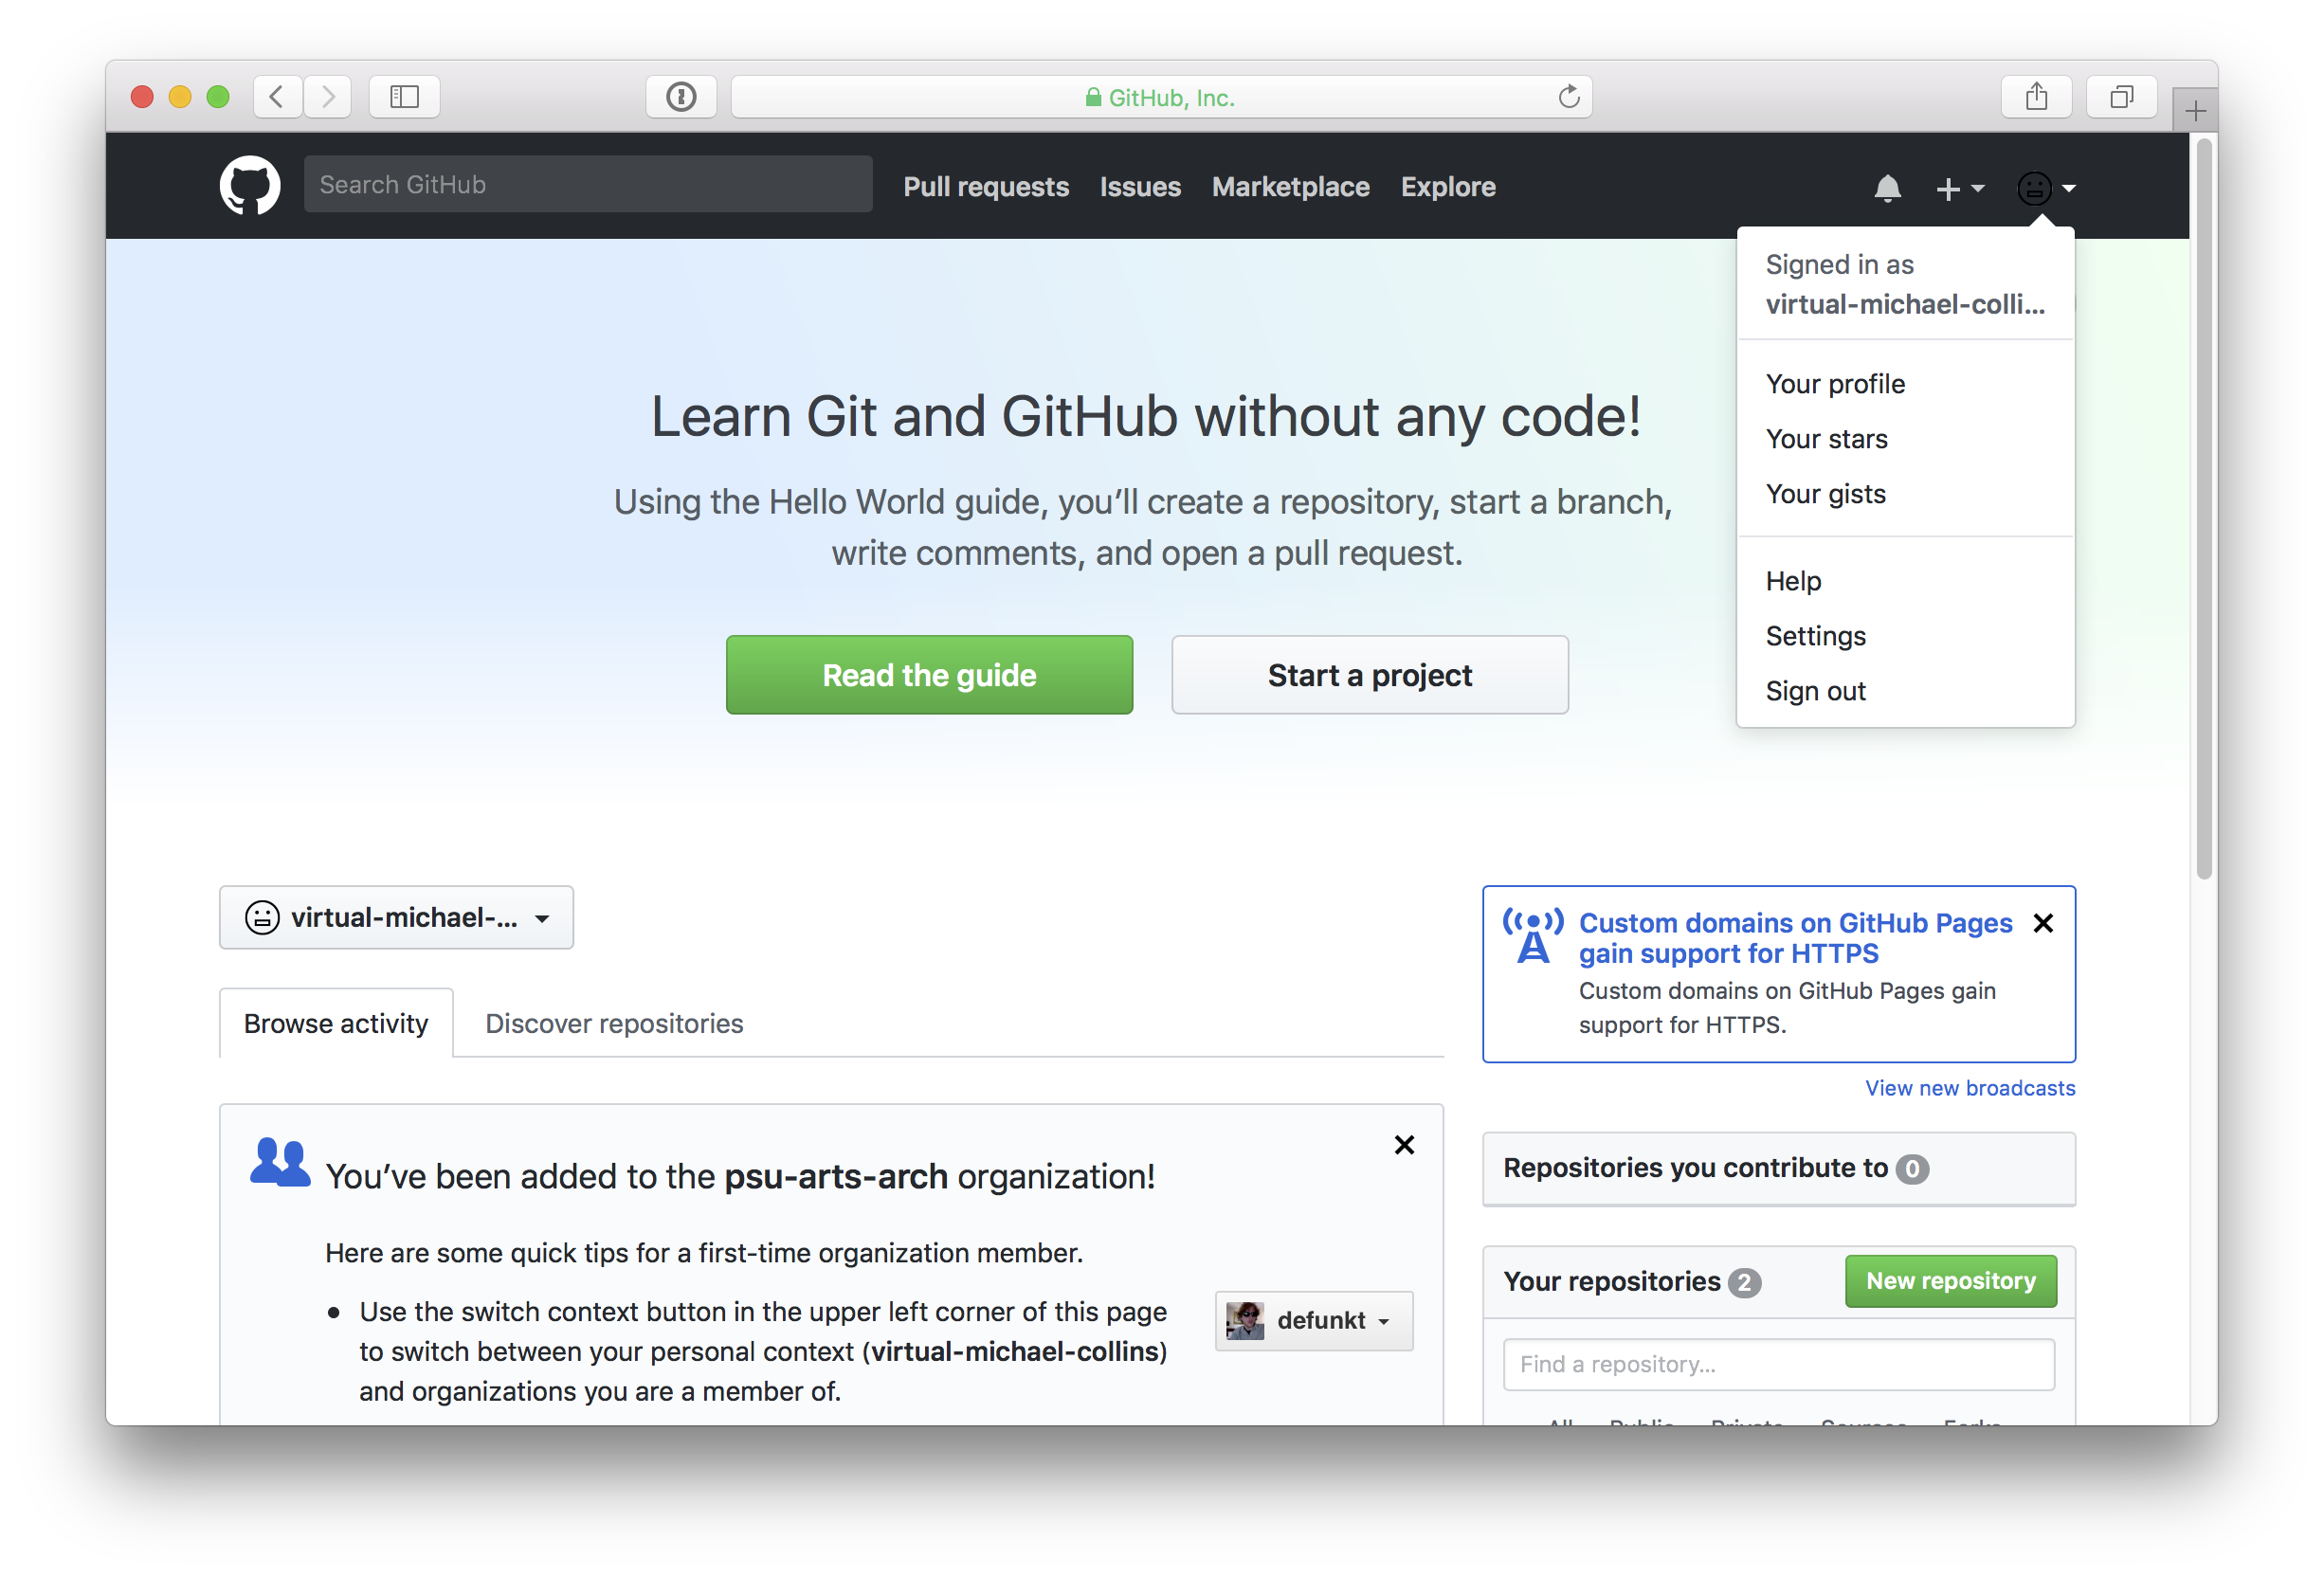 GitHub, Inc.
Search GitHub
Pull requests Issues Marketplace Explore
Signed in as
virtual-michael-colli...
Your profile
Your stars
Your gists
Help
Settings
Sign out
Learn Git and GitHub without any code!
Using the Hello World guide, you’ll create a repository, start a branch,
write comments, and open a pull request.
Read the guide
Start a project
virtual-michael-...
Browse activity
Discover repositories
You’ve been added to the psu-arts-arch organization!
Here are some quick tips for a first-time organization member.
• Use the switch context button in the upper left corner of this page
to switch between your personal context (virtual-michael-collins)
and organizations you are a member of.
defunkt
Custom domains on GitHub Pages
gain support for HTTPS
Custom domains on GitHub Pages gain
support for HTTPS.
View new broadcasts
Repositories you contribute to 0
Your repositories 2
New repository
Find a repository...
All Public Private Sources Forks